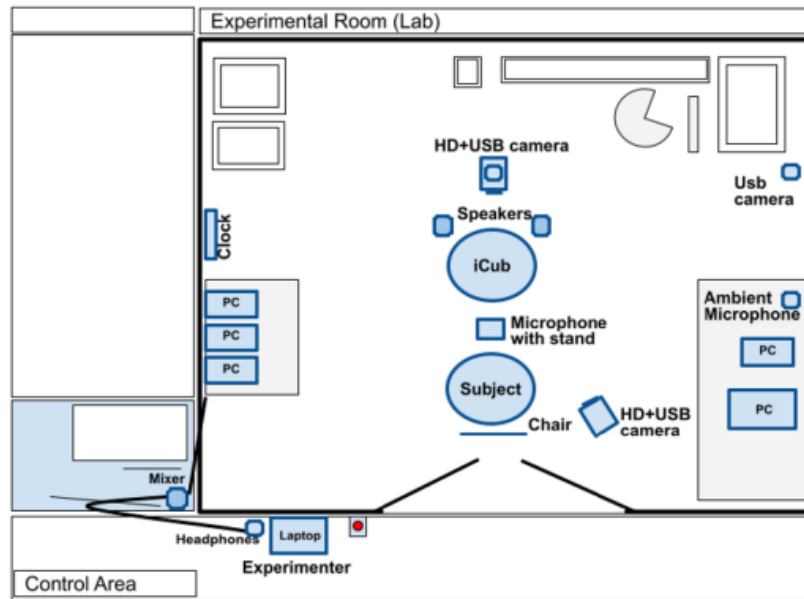 Experimental Room (Lab)
HD+USB camera
Usb
camera
Speakers
Clock
iCub
PC
PC
PC
Ambient
Microphone
Microphone
with stand
PC
Subject
PC
Chair
HD+USB
camera
Mixer
Headphones
Laptop
Experimenter
Control Area